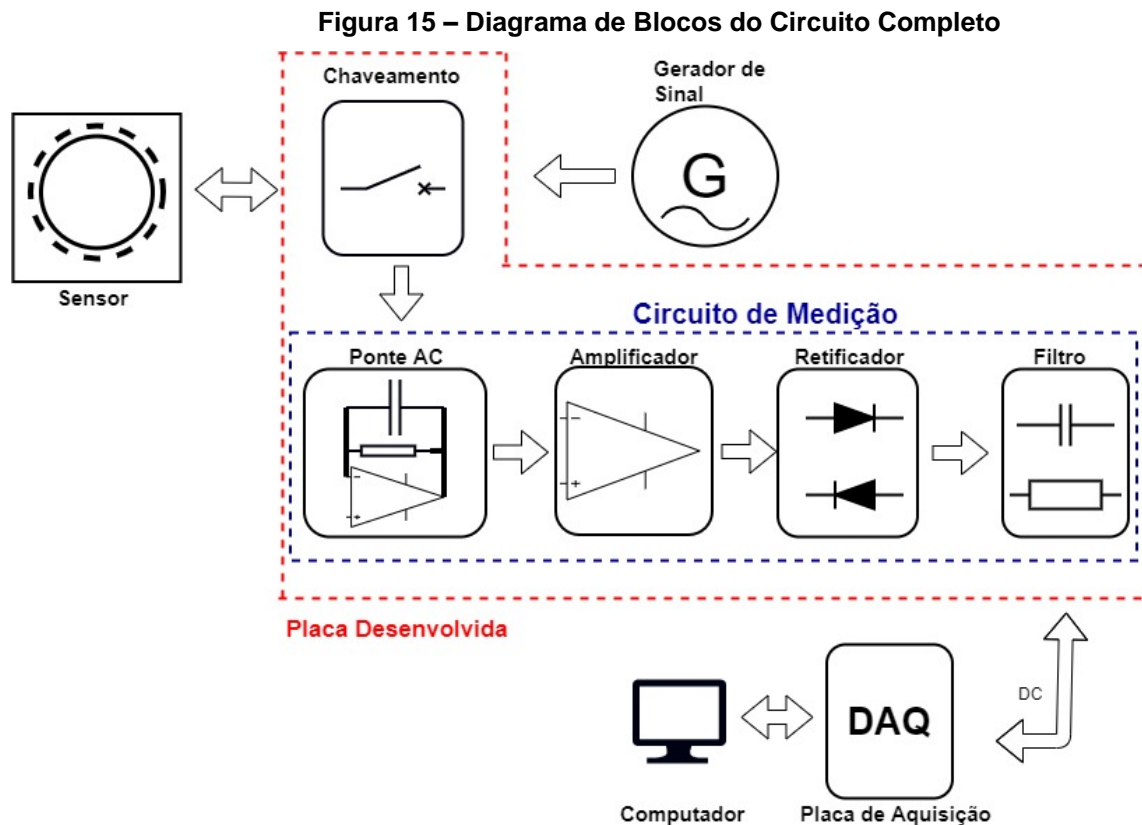 Figura 15 – Diagrama de Blocos do Circuito Completo
Chaveamento
Gerador de
Sinal
G
Sensor
Circuito de Medição
Ponte AC
Amplificador
Retificador
Filtro
Placa Desenvolvida
DC
DAQ
Computador
Placa de Aquisição